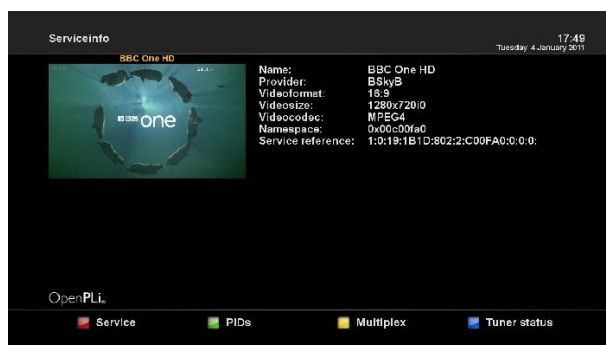 Serviceinfo
17:49
Tuesday 4 January 2011
BBC One HD
BBC one
Name: BBC One HD
Provider: BSkyB
Videoformat: 16:9
Videosize: 1280x720i0
Videocodec: MPEG4
Namespace: 0x00c00fa0
Service reference: 1:0:19:1B1D:802:2:C00FA0:0:0:0:
OpenPLi
Service PIDs Multiplex Tuner status